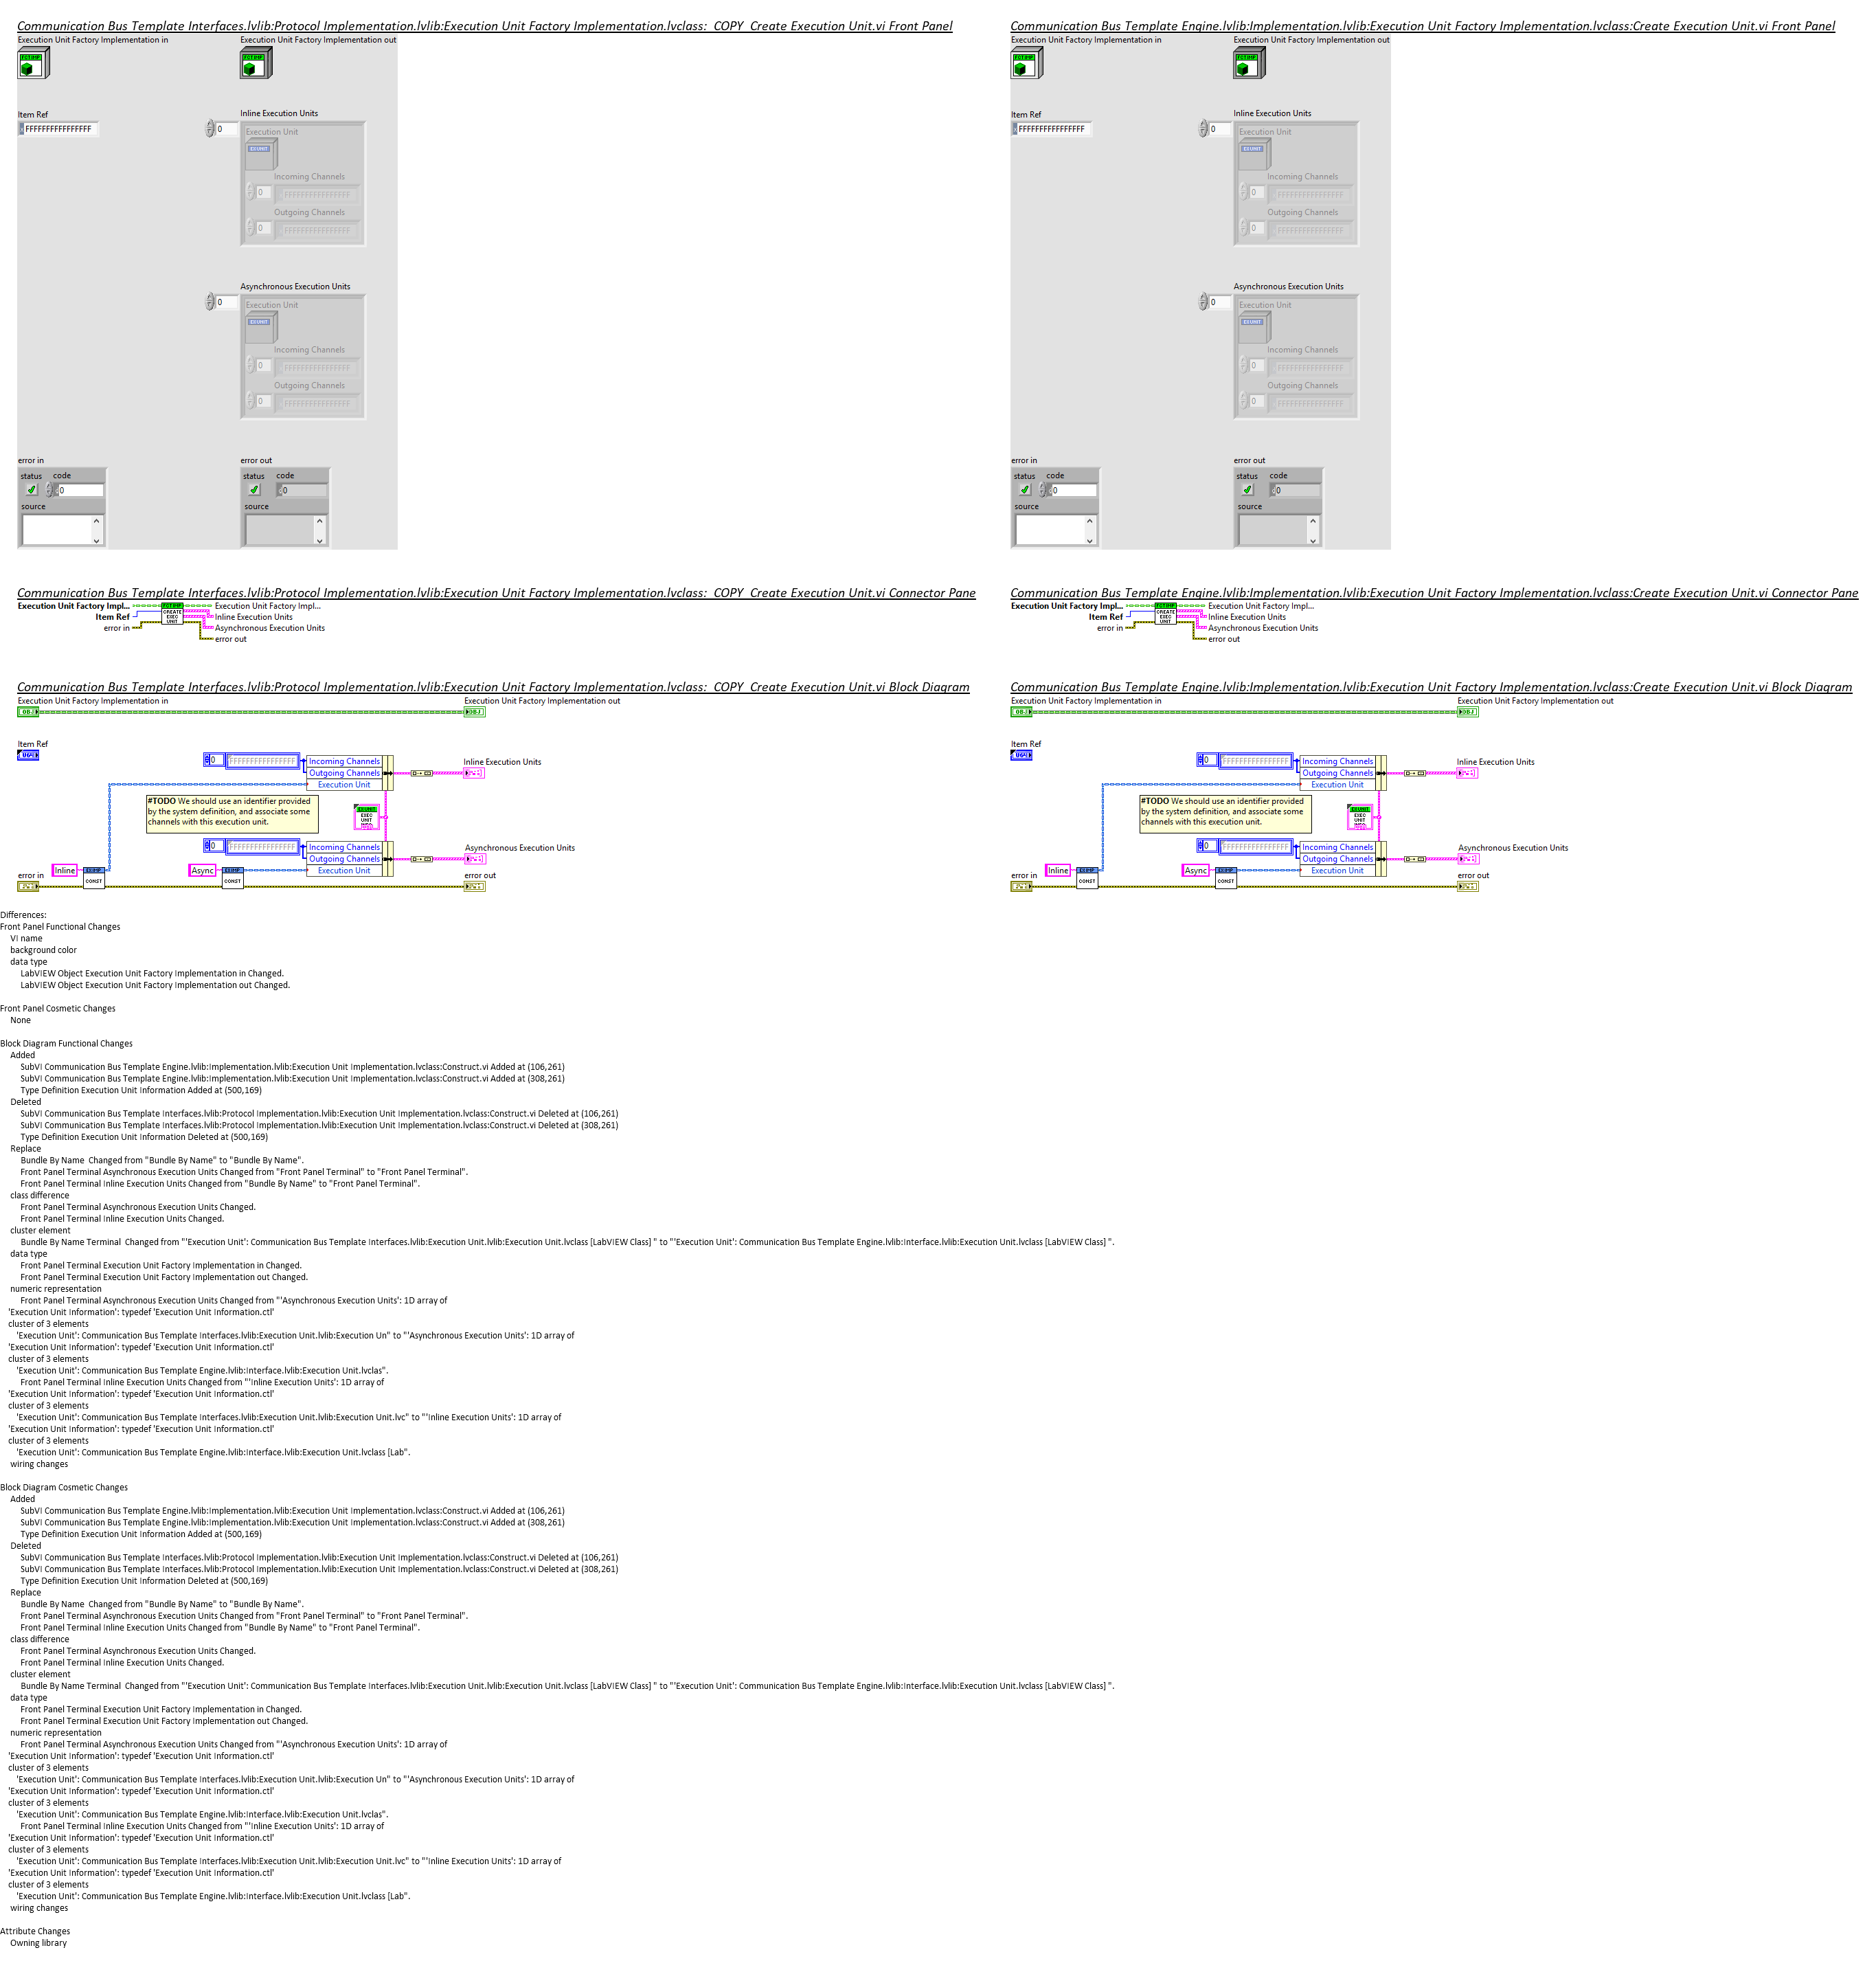 Communication Bus Template Interfaces.lvlib:Protocol Implementation.lvlib:Execution Unit Factory Implementation.lvclass:_COPY_Create Execution Unit.vi Front Panel
Execution Unit Factory Implementation in
Execution Unit Factory Implementation out
FCT.IMP
FCT.IMP
Item Ref
FFFFFFFFFFFFFFFF
Inline Execution Units
0
Execution Unit
EX.UNIT
Incoming Channels
0
FFFFFFFFFFFFFFFF
Outgoing Channels
0
FFFFFFFFFFFFFFFF
Asynchronous Execution Units
0
Execution Unit
EX.UNIT
Incoming Channels
0
FFFFFFFFFFFFFFFF
Outgoing Channels
0
FFFFFFFFFFFFFFFF
error in
status code
0
source
error out
status code
0
source
Communication Bus Template Engine.lvlib:Implementation.lvlib:Execution Unit Factory Implementation.lvclass:Create Execution Unit.vi Front Panel
Execution Unit Factory Implementation in
Execution Unit Factory Implementation out
FCT.IMP
FCT.IMP
Item Ref
FFFFFFFFFFFFFFFF
Inline Execution Units
0
Execution Unit
EX.UNIT
Incoming Channels
0
FFFFFFFFFFFFFFFF
Outgoing Channels
0
FFFFFFFFFFFFFFFF
Asynchronous Execution Units
0
Execution Unit
EX.UNIT
Incoming Channels
0
FFFFFFFFFFFFFFFF
Outgoing Channels
0
FFFFFFFFFFFFFFFF
error in
status code
0
source
error out
status code
0
source
Communication Bus Template Interfaces.lvlib:Protocol Implementation.lvlib:Execution Unit Factory Implementation.lvclass:_COPY_Create Execution Unit.vi Connector Pane
Execution Unit Factory Impl...
Item Ref
error in
FCT.IMP
CREATE
EXEC
UNIT
Execution Unit Factory Impl...
Inline Execution Units
Asynchronous Execution Units
error out
Communication Bus Template Engine.lvlib:Implementation.lvlib:Execution Unit Factory Implementation.lvclass:Create Execution Unit.vi Connector Pane
Execution Unit Factory Impl...
Item Ref
error in
FCT.IMP
CREATE
EXEC
UNIT
Execution Unit Factory Impl...
Inline Execution Units
Asynchronous Execution Units
error out
Communication Bus Template Interfaces.lvlib:Protocol Implementation.lvlib:Execution Unit Factory Implementation.lvclass:_COPY_Create Execution Unit.vi Block Diagram
Execution Unit Factory Implementation in
Execution Unit Factory Implementation out
OBJ
OBJ
Item Ref
0
FFFFFFFFFFFFFFFF
Incoming Channels
Outgoing Channels
Execution Unit
Inline Execution Units
#TODO We should use an identifier provided
by the system definition, and associate some
channels with this execution unit.
EX.UNIT
EXEC
UNIT
INFO
0
FFFFFFFFFFFFFFFF
Incoming Channels
Outgoing Channels
Execution Unit
Asynchronous Execution Units
Inline
CONST
Async
CONST
error in
error out
Communication Bus Template Engine.lvlib:Implementation.lvlib:Execution Unit Factory Implementation.lvclass:Create Execution Unit.vi Block Diagram
Execution Unit Factory Implementation in
Execution Unit Factory Implementation out
OBJ
OBJ
Item Ref
0
FFFFFFFFFFFFFFFF
Incoming Channels
Outgoing Channels
Execution Unit
Inline Execution Units
#TODO We should use an identifier provided
by the system definition, and associate some
channels with this execution unit.
EX.UNIT
EXEC
UNIT
INFO
0
FFFFFFFFFFFFFFFF
Incoming Channels
Outgoing Channels
Execution Unit
Asynchronous Execution Units
Inline
CONST
Async
CONST
error in
error out
Differences:
Front Panel Functional Changes
VI name
background color
data type
LabVIEW Object Execution Unit Factory Implementation in Changed.
LabVIEW Object Execution Unit Factory Implementation out Changed.
Front Panel Cosmetic Changes
None
Block Diagram Functional Changes
Added
SubVI Communication Bus Template Engine.lvlib:Implementation.lvlib:Execution Unit Implementation.lvclass:Construct.vi Added at (106,261)
SubVI Communication Bus Template Engine.lvlib:Implementation.lvlib:Execution Unit Implementation.lvclass:Construct.vi Added at (308,261)
Type Definition Execution Unit Information Added at (500,169)
Deleted
SubVI Communication Bus Template Interfaces.lvlib:Protocol Implementation.lvlib:Execution Unit Implementation.lvclass:Construct.vi Deleted at (106,261)
SubVI Communication Bus Template Interfaces.lvlib:Protocol Implementation.lvlib:Execution Unit Implementation.lvclass:Construct.vi Deleted at (308,261)
Type Definition Execution Unit Information Deleted at (500,169)
Replace
Bundle By Name  Changed from "Bundle By Name" to "Bundle By Name".
Front Panel Terminal Asynchronous Execution Units Changed from "Front Panel Terminal" to "Front Panel Terminal".
Front Panel Terminal Inline Execution Units Changed from "Bundle By Name" to "Front Panel Terminal".
class difference
Front Panel Terminal Asynchronous Execution Units Changed.
Front Panel Terminal Inline Execution Units Changed.
cluster element
Bundle By Name Terminal  Changed from "'Execution Unit': Communication Bus Template Interfaces.lvlib:Execution Unit.lvlib:Execution Unit.lvclass [LabVIEW Class] " to "'Execution Unit': Communication Bus Template Engine.lvlib:Interface.lvlib:Execution Unit.lvclass [LabVIEW Class] ".
data type
Front Panel Terminal Execution Unit Factory Implementation in Changed.
Front Panel Terminal Execution Unit Factory Implementation out Changed.
numeric representation
Front Panel Terminal Asynchronous Execution Units Changed from "'Asynchronous Execution Units': 1D array of
'Execution Unit Information': typedef 'Execution Unit Information.ctl'
cluster of 3 elements
'Execution Unit': Communication Bus Template Interfaces.lvlib:Execution Unit.lvlib:Execution Un" to "'Asynchronous Execution Units': 1D array of
'Execution Unit Information': typedef 'Execution Unit Information.ctl'
cluster of 3 elements
'Execution Unit': Communication Bus Template Engine.lvlib:Interface.lvlib:Execution Unit.lvclas".
Front Panel Terminal Inline Execution Units Changed from "'Inline Execution Units': 1D array of
'Execution Unit Information': typedef 'Execution Unit Information.ctl'
cluster of 3 elements
'Execution Unit': Communication Bus Template Interfaces.lvlib:Execution Unit.lvlib:Execution Unit.lvc" to "'Inline Execution Units': 1D array of
'Execution Unit Information': typedef 'Execution Unit Information.ctl'
cluster of 3 elements
'Execution Unit': Communication Bus Template Engine.lvlib:Interface.lvlib:Execution Unit.lvclass [Lab".
wiring changes
Block Diagram Cosmetic Changes
Added
SubVI Communication Bus Template Engine.lvlib:Implementation.lvlib:Execution Unit Implementation.lvclass:Construct.vi Added at (106,261)
SubVI Communication Bus Template Engine.lvlib:Implementation.lvlib:Execution Unit Implementation.lvclass:Construct.vi Added at (308,261)
Type Definition Execution Unit Information Added at (500,169)
Deleted
SubVI Communication Bus Template Interfaces.lvlib:Protocol Implementation.lvlib:Execution Unit Implementation.lvclass:Construct.vi Deleted at (106,261)
SubVI Communication Bus Template Interfaces.lvlib:Protocol Implementation.lvlib:Execution Unit Implementation.lvclass:Construct.vi Deleted at (308,261)
Type Definition Execution Unit Information Deleted at (500,169)
Replace
Bundle By Name  Changed from "Bundle By Name" to "Bundle By Name".
Front Panel Terminal Asynchronous Execution Units Changed from "Front Panel Terminal" to "Front Panel Terminal".
Front Panel Terminal Inline Execution Units Changed from "Bundle By Name" to "Front Panel Terminal".
class difference
Front Panel Terminal Asynchronous Execution Units Changed.
Front Panel Terminal Inline Execution Units Changed.
cluster element
Bundle By Name Terminal  Changed from "'Execution Unit': Communication Bus Template Interfaces.lvlib:Execution Unit.lvlib:Execution Unit.lvclass [LabVIEW Class] " to "'Execution Unit': Communication Bus Template Engine.lvlib:Interface.lvlib:Execution Unit.lvclass [LabVIEW Class] ".
data type
Front Panel Terminal Execution Unit Factory Implementation in Changed.
Front Panel Terminal Execution Unit Factory Implementation out Changed.
numeric representation
Front Panel Terminal Asynchronous Execution Units Changed from "'Asynchronous Execution Units': 1D array of
'Execution Unit Information': typedef 'Execution Unit Information.ctl'
cluster of 3 elements
'Execution Unit': Communication Bus Template Interfaces.lvlib:Execution Unit.lvlib:Execution Un" to "'Asynchronous Execution Units': 1D array of
'Execution Unit Information': typedef 'Execution Unit Information.ctl'
cluster of 3 elements
'Execution Unit': Communication Bus Template Engine.lvlib:Interface.lvlib:Execution Unit.lvclas".
Front Panel Terminal Inline Execution Units Changed from "'Inline Execution Units': 1D array of
'Execution Unit Information': typedef 'Execution Unit Information.ctl'
cluster of 3 elements
'Execution Unit': Communication Bus Template Interfaces.lvlib:Execution Unit.lvlib:Execution Unit.lvc" to "'Inline Execution Units': 1D array of
'Execution Unit Information': typedef 'Execution Unit Information.ctl'
cluster of 3 elements
'Execution Unit': Communication Bus Template Engine.lvlib:Interface.lvlib:Execution Unit.lvclass [Lab".
wiring changes
Attribute Changes
Owning library